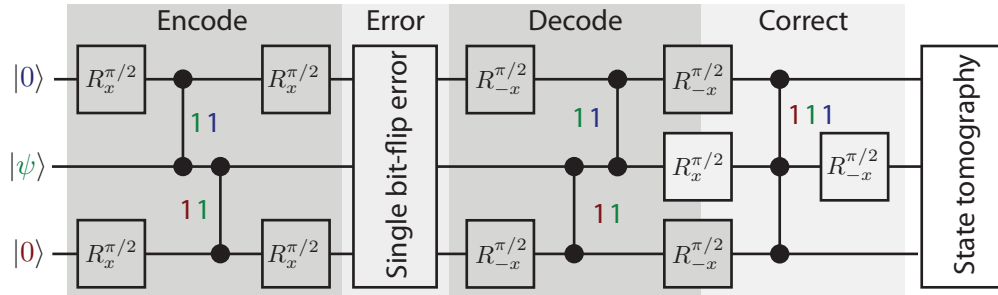 Encode Error Decode Correct
|0⟩ R_x^{π/2} R_x^{π/2} R_{-x}^{π/2} R_{-x}^{π/2}
11 11 111
|ψ⟩ R_x^{π/2} R_{-x}^{π/2}
11 11
|0⟩ R_x^{π/2} R_x^{π/2} R_{-x}^{π/2} R_{-x}^{π/2}
Single bit-flip error
State tomography